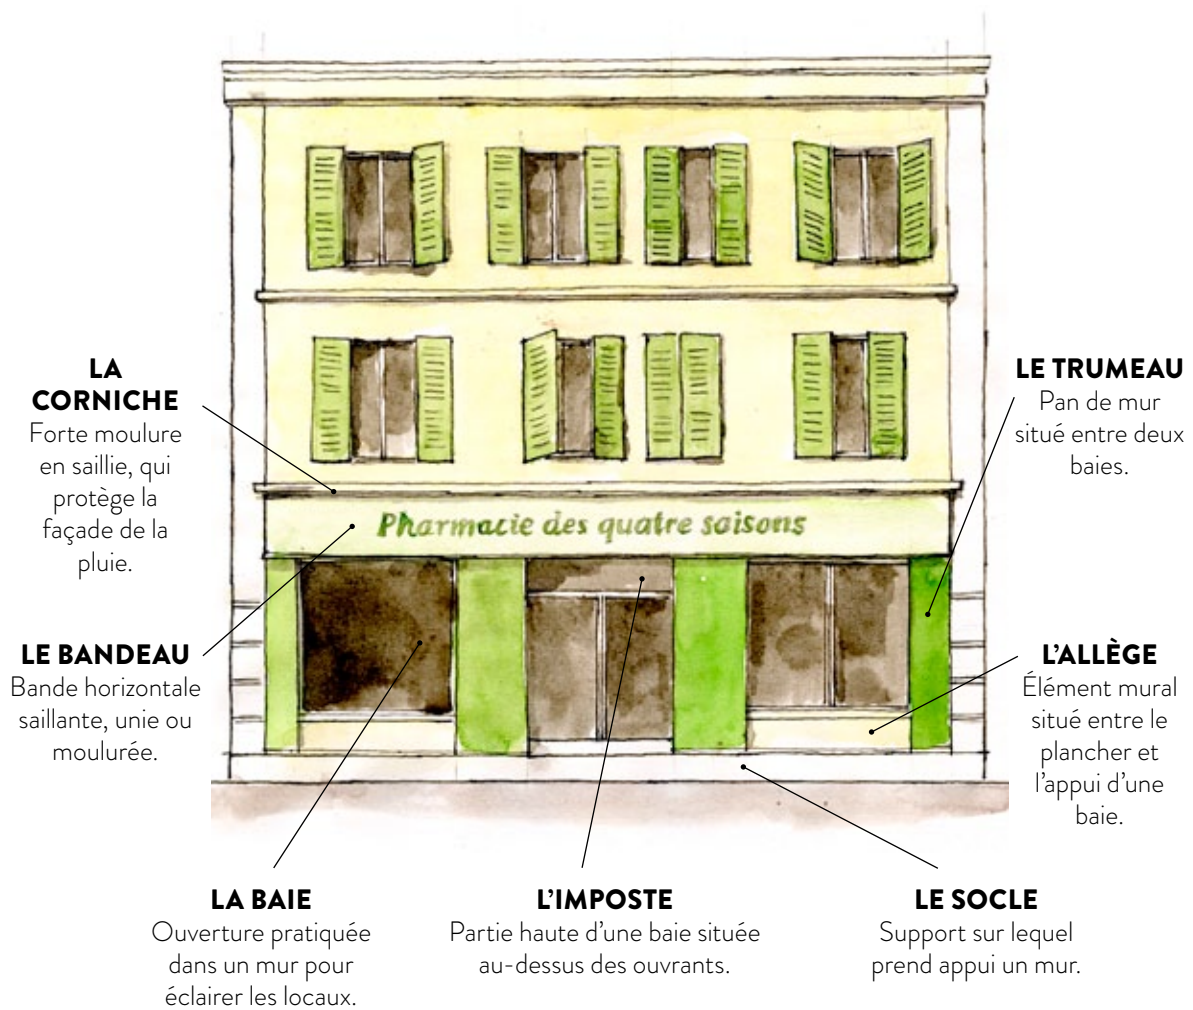 LA
CORNICHE
Forte moulure
en saillie, qui
protège la
façade de la
pluie.
LE BANDEAU
Bande horizontale
saillante, unie ou
moulurée.
Pharmacie des quatre saisons
LE TRUMEAU
Pan de mur
situé entre deux
baies.
L’ALLÈGE
Élément mural
situé entre le
plancher et
l’appui d’une
baie.
LA BAIE
Ouverture pratiquée
dans un mur pour
éclairer les locaux.
L’IMPOSTE
Partie haute d’une baie située
au-dessus des ouvrants.
LE SOCLE
Support sur lequel
prend appui un mur.